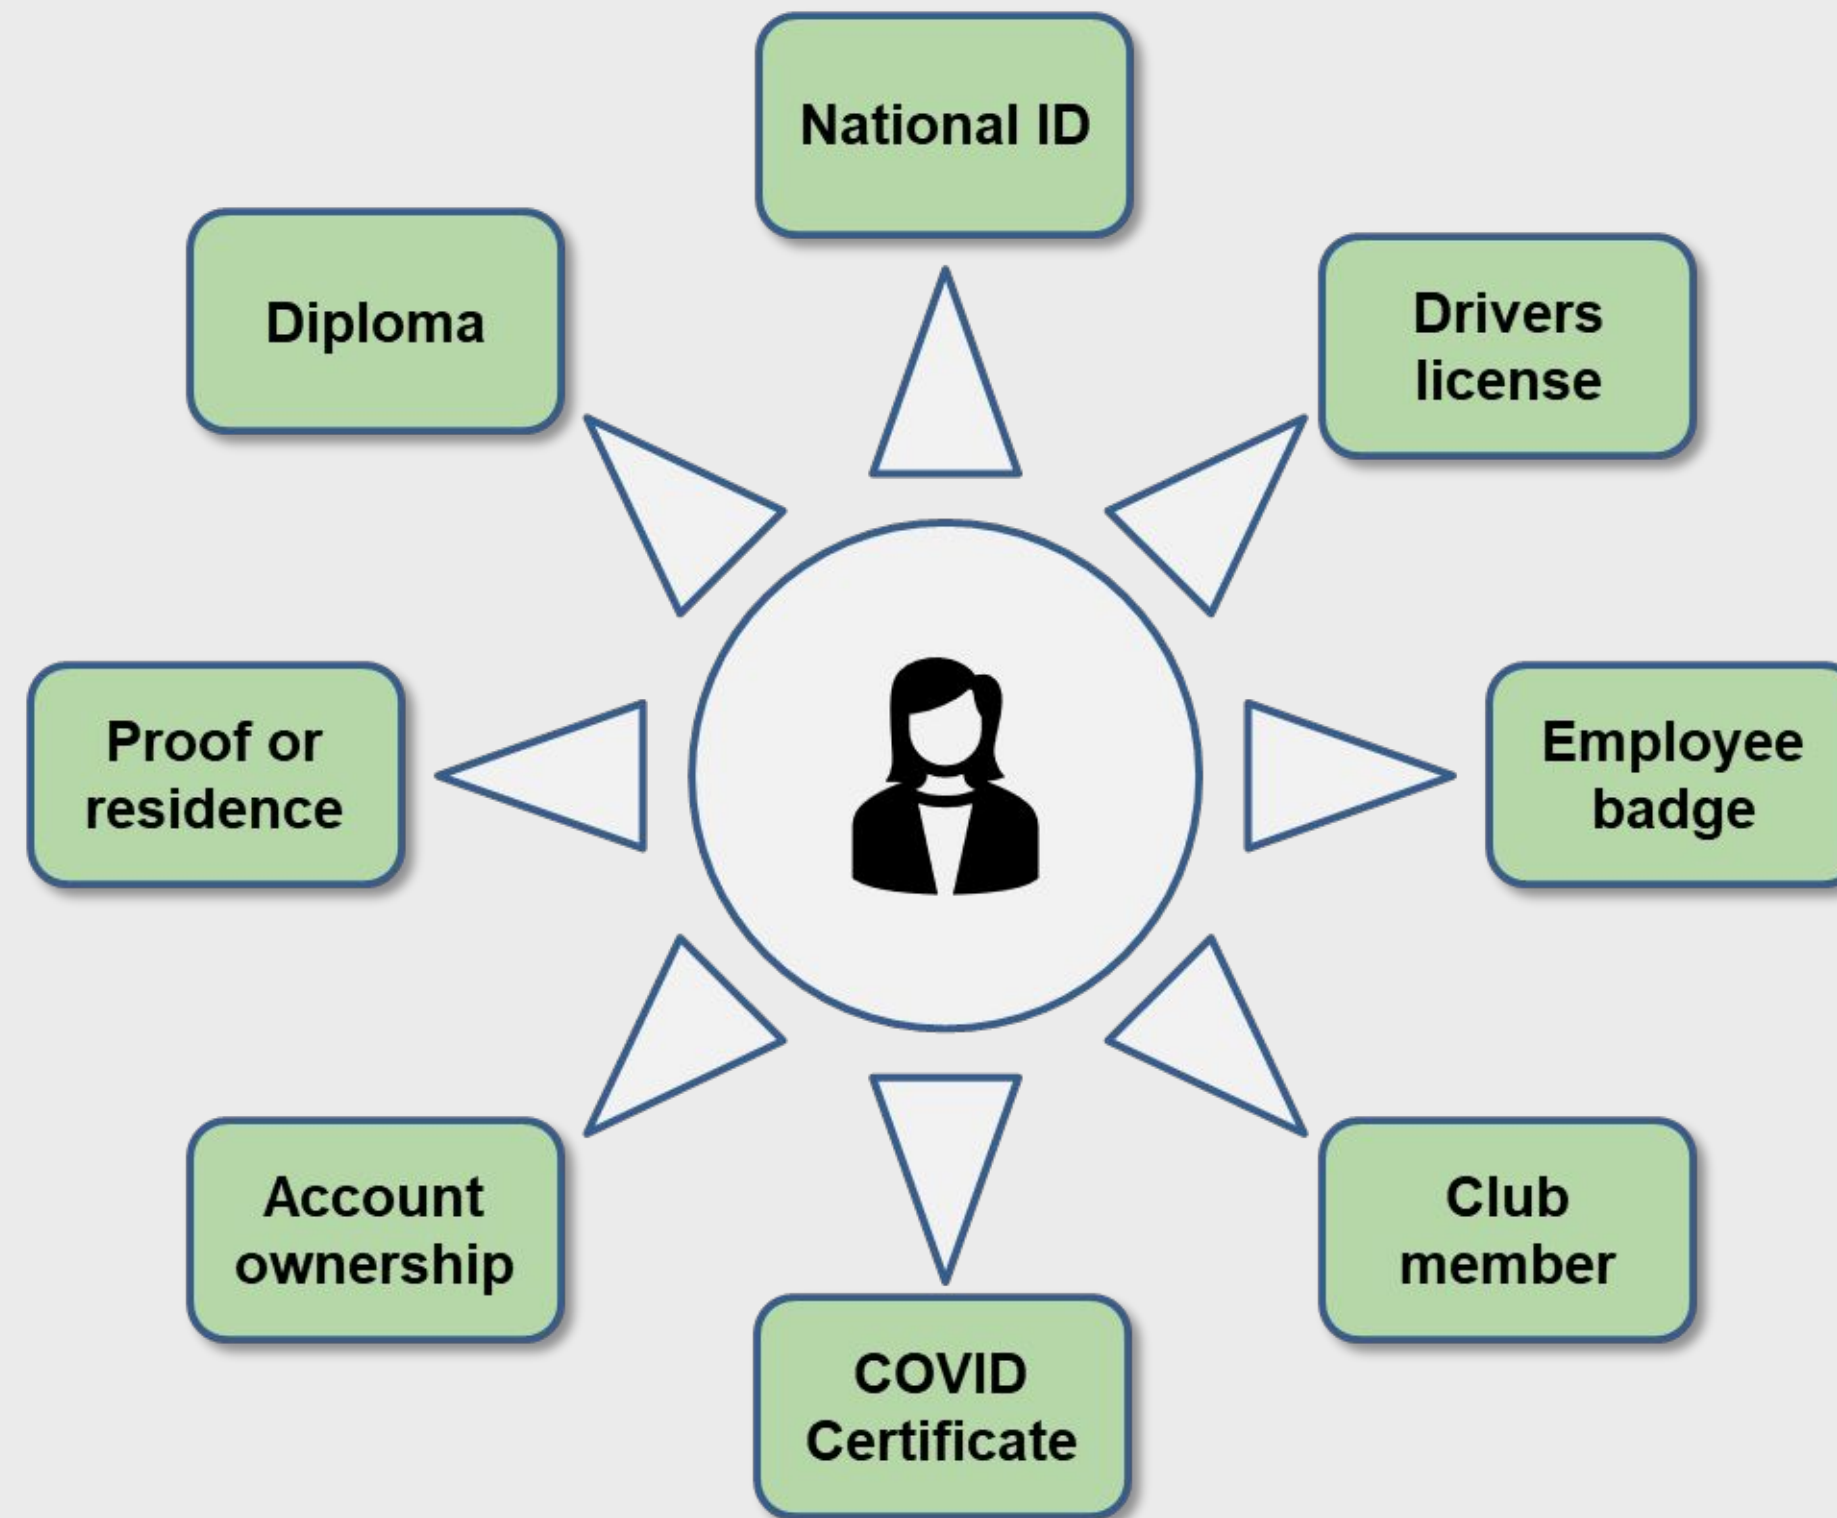 National ID
Diploma
Drivers
license
Proof or
residence
Employee
badge
Account
ownership
Club
member
COVID
Certificate